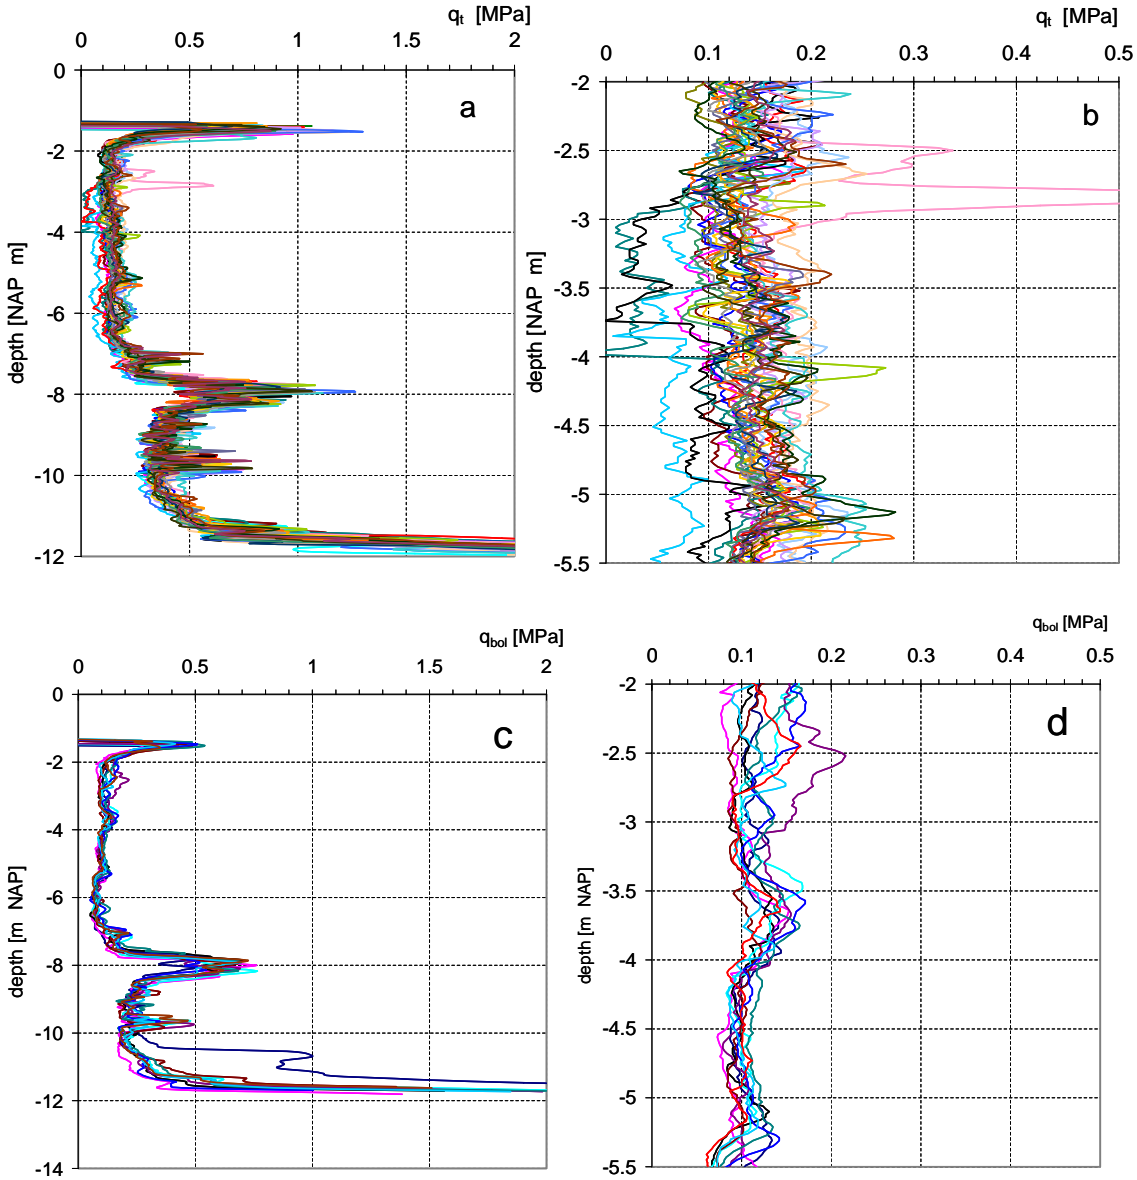 qt [MPa]
0 0.5 1 1.5 2
0
-2
-4
-6
-8
-10
-12
depth [NAP m]
a
qt [MPa]
0 0.1 0.2 0.3 0.4 0.5
-2
-2.5
-3
-3.5
-4
-4.5
-5
-5.5
depth [NAP m]
b
qbol [MPa]
0 0.5 1 1.5 2
0
-2
-4
-6
-8
-10
-12
-14
depth [m NAP]
c
qbol [MPa]
0 0.1 0.2 0.3 0.4 0.5
-2
-2.5
-3
-3.5
-4
-4.5
-5
-5.5
depth [m NAP]
d